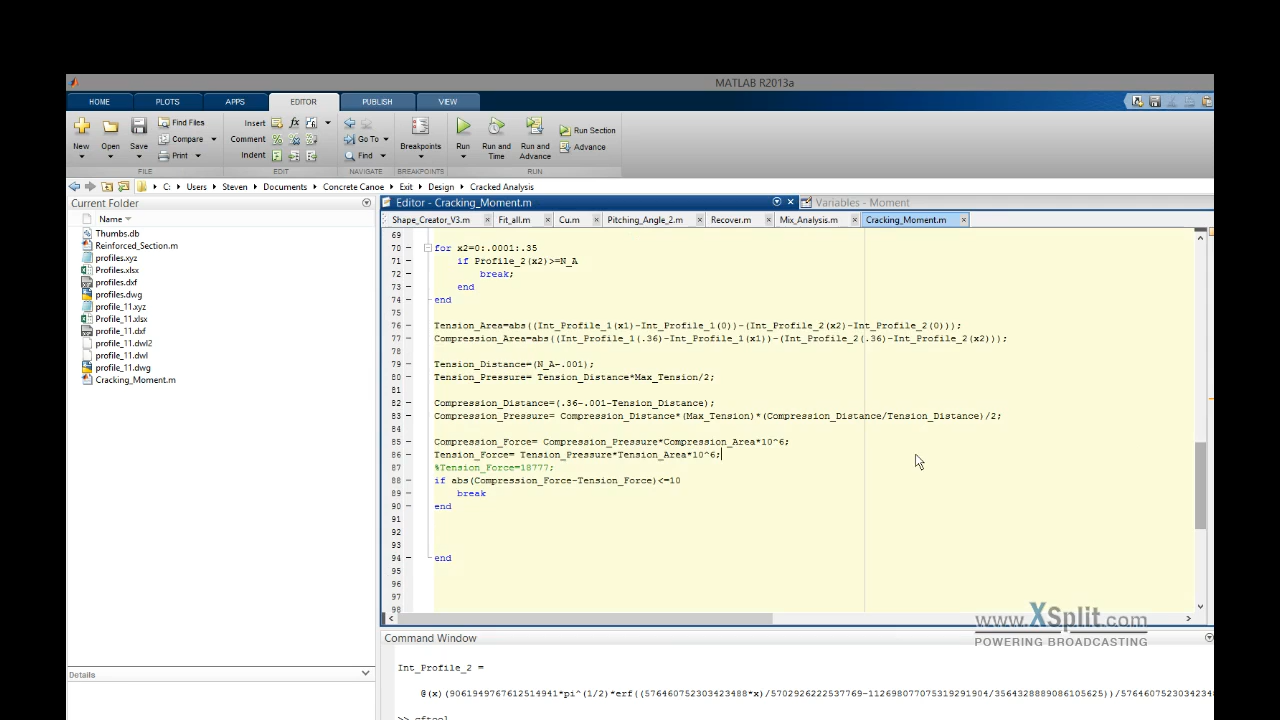 MATLAB R2013a
HOME PLOTS APPS EDITOR PUBLISH VIEW
New Open Save Find Files Compare Print Insert Comment Indent fx Go To Find Breakpoints Run Run and Time Run and Advance Run Section Advance
FILE EDIT NAVIGATE BREAKPOINTS RUN
C: Users Steven Documents Concrete Canoe Exit Design Cracked Analysis
Current Folder
Name
Thumbs.db
Reinforced_Section.m
profiles.xyz
Profiles.xlsx
profiles.dxf
profiles.dwg
profile_11.xyz
Profile_11.xlsx
profile_11.dxf
profile_11.dwl2
profile_11.dwl
profile_11.dwg
Cracking_Moment.m
Details
Editor - Cracking_Moment.m
Variables - Moment
Shape_Creator_V3.m Fit_all.m Cu.m Pitching_Angle_2.m Recover.m Mix_Analysis.m Cracking_Moment.m
69
70 for x2=0:.0001:.35
71 if Profile_2(x2)>=N_A
72 break;
73 end
74 end
75
76 Tension_Area=abs((Int_Profile_1(x1)-Int_Profile_1(0))-(Int_Profile_2(x2)-Int_Profile_2(0)));
77 Compression_Area=abs((Int_Profile_1(.36)-Int_Profile_1(x1))-(Int_Profile_2(.36)-Int_Profile_2(x2)));
78
79 Tension_Distance=(N_A-.001);
80 Tension_Pressure= Tension_Distance*Max_Tension/2;
81
82 Compression_Distance=(.36-.001-Tension_Distance);
83 Compression_Pressure= Compression_Distance*(Max_Tension)*(Compression_Distance/Tension_Distance)/2;
84
85 Compression_Force= Compression_Pressure*Compression_Area*10^6;
86 Tension_Force= Tension_Pressure*Tension_Area*10^6;
87 %Tension_Force=18777;
88 if abs(Compression_Force-Tension_Force)<=10
89 break
90 end
91
92
93
94 end
95
96
97
98
www.XSplit.com
POWERING BROADCASTING
Command Window
Int_Profile_2 =